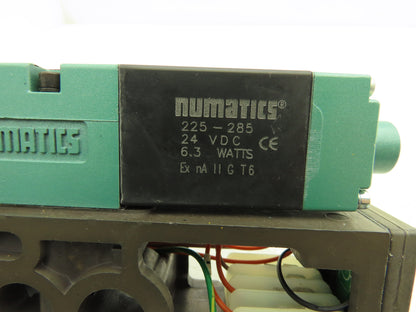 numatics®
225-285
24 VDC CE
6.3 WATTS
Ex nA II G T6
MATICS